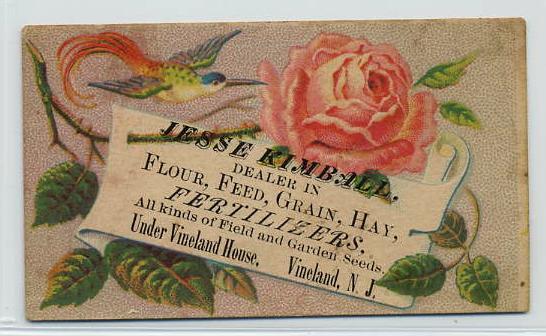 JESSE KIMBALL,
DEALER IN
FLOUR, FEED, GRAIN, HAY,
FERTILIZERS,
All kinds of Field and Garden Seeds,
Under Vineland House, Vineland, N. J.